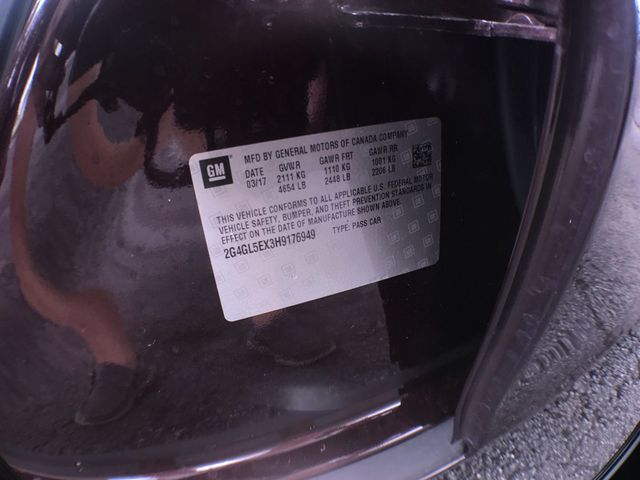 GM
MFD BY GENERAL MOTORS OF CANADA COMPANY
DATE GVWR GAWR FRT GAWR RR
03/17 2111 KG 1110 KG 1001 KG
4654 LB 2448 LB 2206 LB
THIS VEHICLE CONFORMS TO ALL APPLICABLE U.S. FEDERAL MOTOR
VEHICLE SAFETY, BUMPER, AND THEFT PREVENTION STANDARDS IN
EFFECT ON THE DATE OF MANUFACTURE SHOWN ABOVE.
2G4GL5EX3H9176949 TYPE: PASS CAR